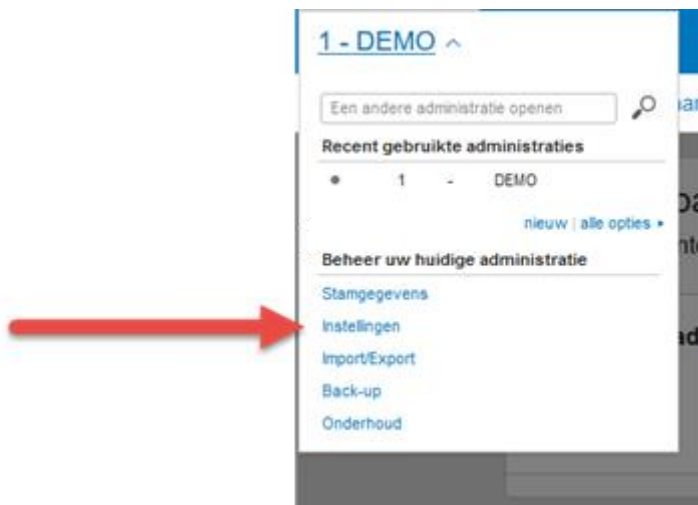 1 - DEMO
Een andere administratie openen
Recent gebruikte administraties
1 - DEMO
nieuw | alle opties
Beheer uw huidige administratie
Stamgegevens
Instellingen
Import/Export
Back-up
Onderhoud